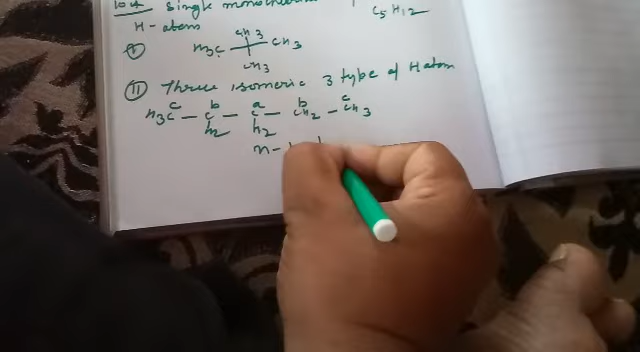 single
C5H12
H-atoms
I CH3
H3C CH3
CH3
II Three isomeric 3 type of H atom
c b a b c
H3C - C - C - CH2 - CH3
H2 H2
n-